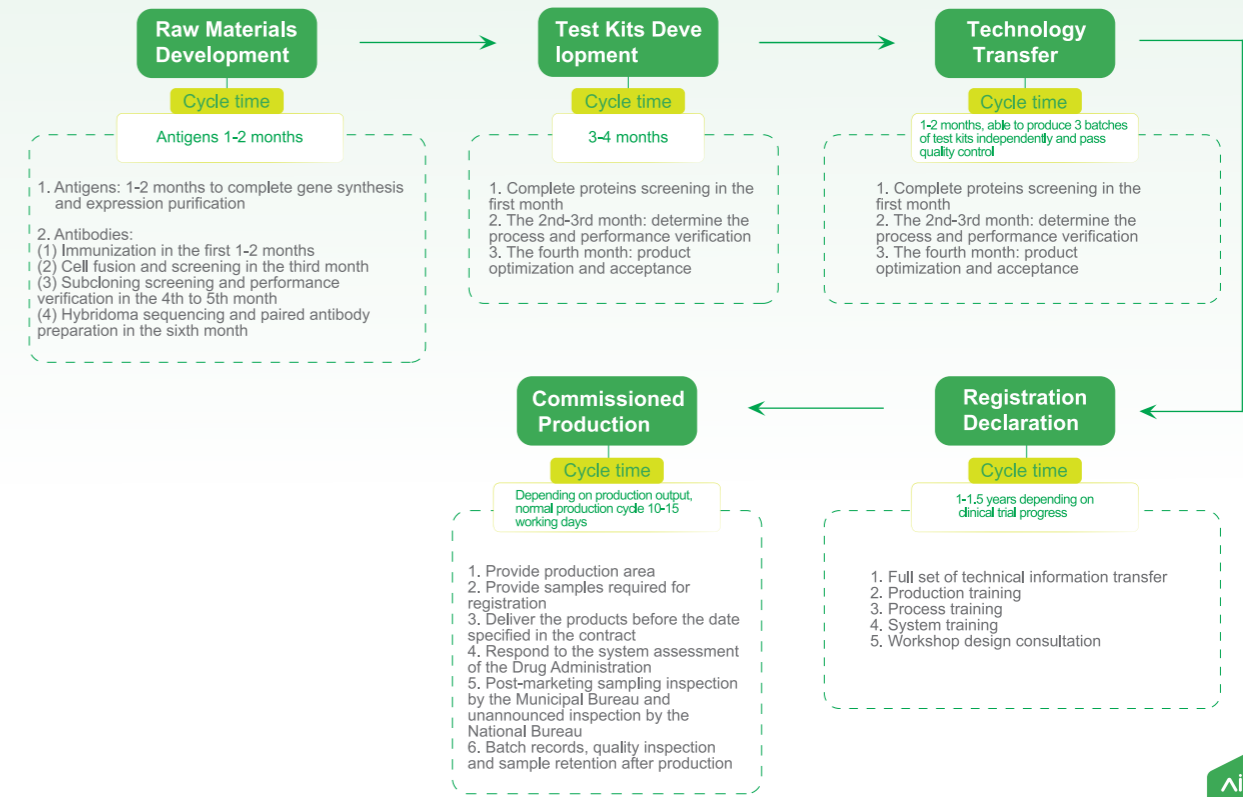 Raw Materials
Development
Cycle time
Antigens 1-2 months
1. Antigens: 1-2 months to complete gene synthesis
and expression purification
2. Antibodies:
(1) Immunization in the first 1-2 months
(2) Cell fusion and screening in the third month
(3) Subcloning screening and performance
verification in the 4th to 5th month
(4) Hybridoma sequencing and paired antibody
preparation in the sixth month
Test Kits Deve
lopment
Cycle time
3-4 months
1. Complete proteins screening in the
first month
2. The 2nd-3rd month: determine the
process and performance verification
3. The fourth month: product
optimization and acceptance
Technology
Transfer
Cycle time
1-2 months, able to produce 3 batches
of test kits independently and pass
quality control
1. Complete proteins screening in the
first month
2. The 2nd-3rd month: determine the
process and performance verification
3. The fourth month: product
optimization and acceptance
Commissioned
Production
Cycle time
Depending on production output,
normal production cycle 10-15
working days
1. Provide production area
2. Provide samples required for
registration
3. Deliver the products before the date
specified in the contract
4. Respond to the system assessment
of the Drug Administration
5. Post-marketing sampling inspection
by the Municipal Bureau and
unannounced inspection by the
National Bureau
6. Batch records, quality inspection
and sample retention after production
Registration
Declaration
Cycle time
1-1.5 years depending on
clinical trial progress
1. Full set of technical information transfer
2. Production training
3. Process training
4. System training
5. Workshop design consultation